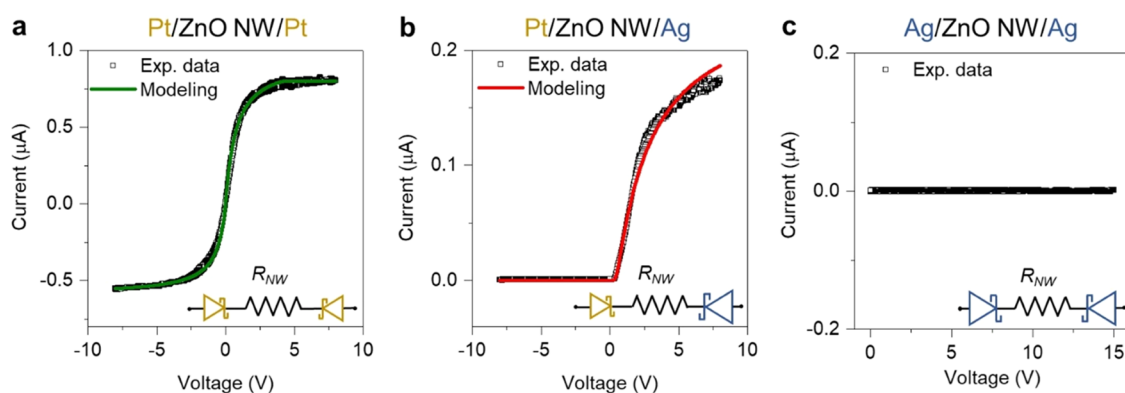 a
Pt/ZnO NW/Pt
1.0
0.5
0.0
-0.5
Current (µA)
Exp. data
Modeling
R_NW
-10 -5 0 5 10
Voltage (V)
b
Pt/ZnO NW/Ag
0.2
0.1
0.0
Current (µA)
Exp. data
Modeling
R_NW
-10 -5 0 5 10
Voltage (V)
c
Ag/ZnO NW/Ag
0.2
0.0
-0.2
Current (µA)
Exp. data
R_NW
0 5 10 15
Voltage (V)